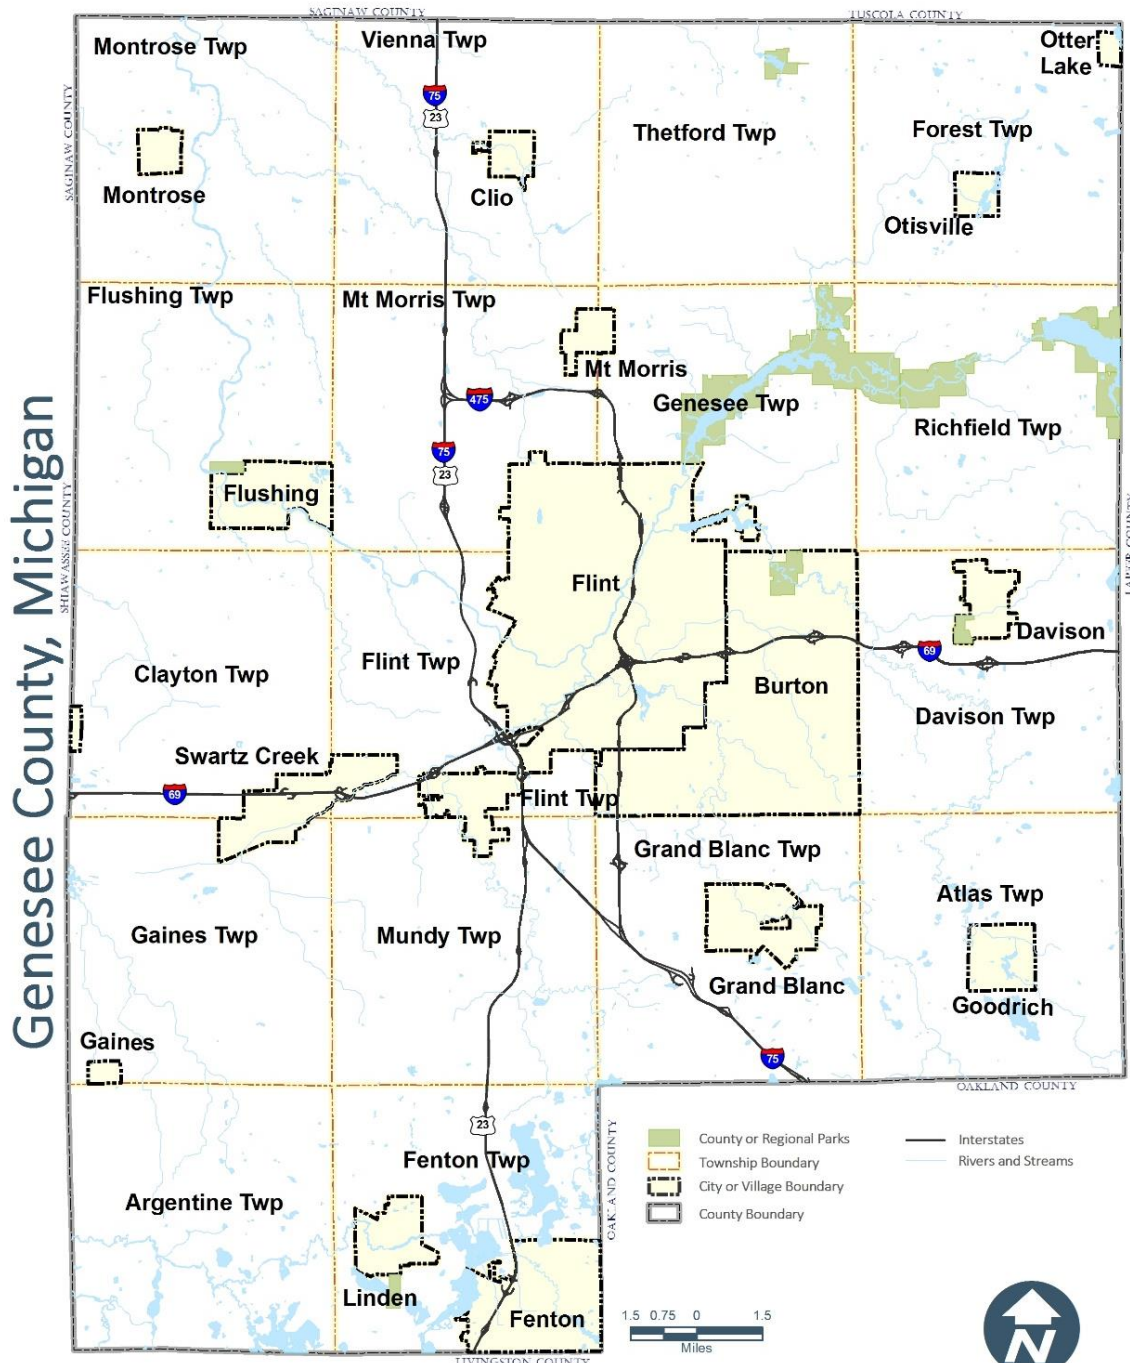 SAGINAW COUNTY
TUSCOLA COUNTY
Montrose Twp
Vienna Twp
Otter
Lake
75
23
Thetford Twp
Forest Twp
SAGINAW COUNTY
Montrose
Clio
Otisville
Flushing Twp
Mt Morris Twp
Mt Morris
475
Genesee Twp
Richfield Twp
75
23
Flushing
Genesee County, Michigan
SHIAWASSEE COUNTY
LAPEER COUNTY
Flint
Davison
69
Clayton Twp
Flint Twp
Burton
Davison Twp
Swartz Creek
69
Flint Twp
Grand Blanc Twp
Atlas Twp
Gaines Twp
Mundy Twp
Grand Blanc
Goodrich
Gaines
75
OAKLAND COUNTY
23
OAKLAND COUNTY
Fenton Twp
Argentine Twp
Linden
Fenton
LIVINGSTON COUNTY
County or Regional Parks
Township Boundary
City or Village Boundary
County Boundary
Interstates
Rivers and Streams
1.5 0.75 0 1.5
Miles
N